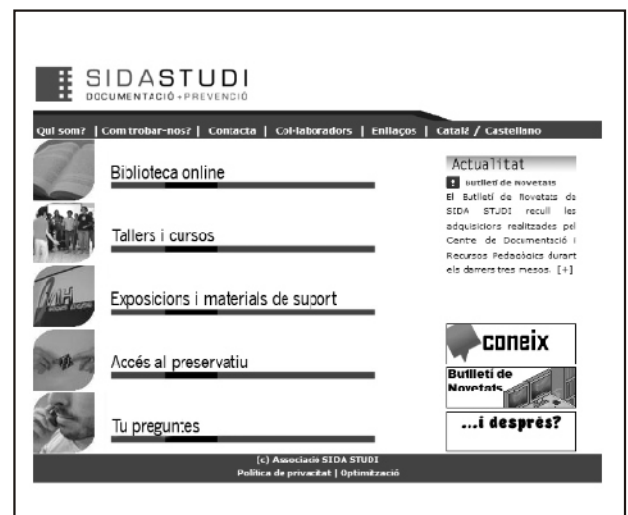 SIDASTUDI
DOCUMENTACIÓ+PREVENCIÓ
Qui som? | Com trobar-nos? | Contacta | Col·laboradors | Enllaços | Català / Castellano
Biblioteca online
Tallers i cursos
Exposicions i materials de suport
Accés al preservatiu
Tu preguntes
Actualitat
Butlletí de Novetats
El Butlletí de Novetats de
SIDA STUDI recull les
adquisicions realitzades pel
Centre de Documentació i
Recursos Pedagògics durant
els darrers tres mesos. [+]
coneix
Butlletí de
Novetats
...i després?
(c) Associació SIDA STUDI
Política de privacitat | Optimització